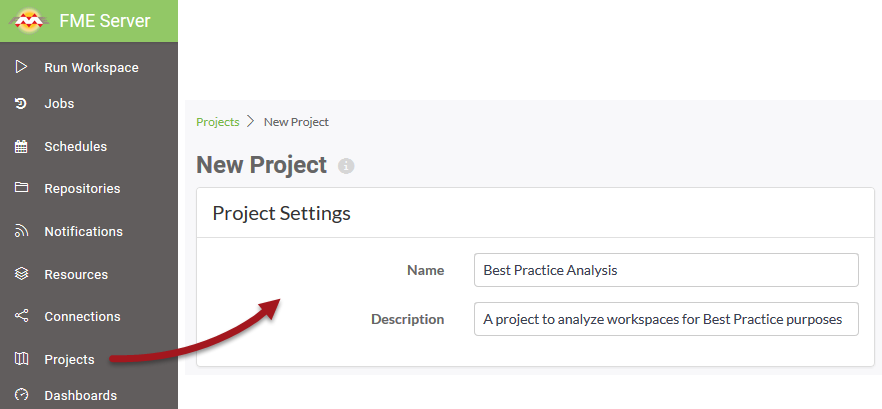 FME Server
Run Workspace
Jobs
Schedules
Repositories
Notifications
Resources
Connections
Projects
Dashboards
Projects > New Project
New Project
Project Settings
Name Best Practice Analysis
Description A project to analyze workspaces for Best Practice purposes